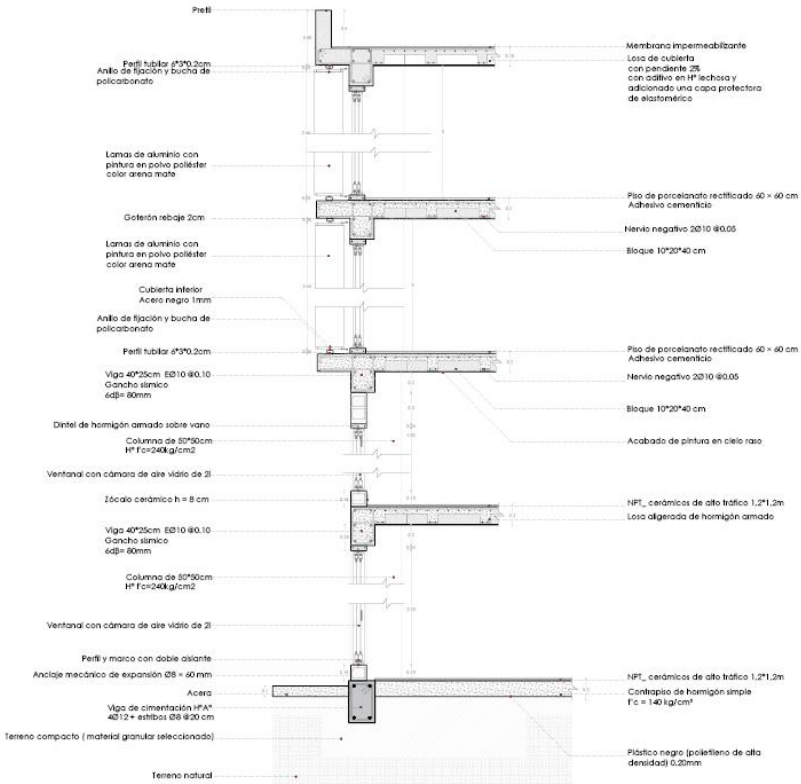 Pretil
Perfil tubilar 6*3*0.2cm
Anillo de fijación y bucha de
policarbonato
Lamas de aluminio con
pintura en polvo poliéster
color arena mate
Goterón rebaje 2cm
Lamas de aluminio con
pintura en polvo poliéster
color arena mate
Cubierta inferior
Acero negro 1mm
Anillo de fijación y bucha de
policarbonato
Perfil tubilar 6*3*0.2cm
Viga 40*25cm EØ10 @0.10
Gancho sísmico
6dβ= 80mm
Dintel de hormigón armado sobre vano
Columna de 50*50cm
H° f'c=240kg/cm2
Ventanal con cámara de aire vidrio de 2l
Zócalo cerámico h = 8 cm
Viga 40*25cm EØ10 @0.10
Gancho sísmico
6dβ= 80mm
Columna de 50*50cm
H° f'c=240kg/cm2
Ventanal con cámara de aire vidrio de 2l
Perfil y marco con doble aislante
Anclaje mecánico de expansión Ø8 × 60 mm
Acera
Viga de cimentación H°A°
4Ø12 + estribos Ø8 @20 cm
Terreno compacto ( material granular seleccionado)
Terreno natural
Membrana impermeabilizante
Losa de cubierta
con pendiente 2%
con aditivo en H° lechosa y
adicionado una capa protectora
de elastomérico
Piso de porcelanato rectificado 60 × 60 cm
Adhesivo cementicio
Nervio negativo 2Ø10 @0.05
Bloque 10*20*40 cm
Piso de porcelanato rectificado 60 × 60 cm
Adhesivo cementicio
Nervio negativo 2Ø10 @0.05
Bloque 10*20*40 cm
Acabado de pintura en cielo raso
NPT_ cerámicos de alto tráfico 1,2*1,2m
Losa aligerada de hormigón armado
NPT_ cerámicos de alto tráfico 1,2*1,2m
Contrapiso de hormigón simple
f'c = 140 kg/cm²
Plástico negro (polietileno de alta
densidad) 0.20mm